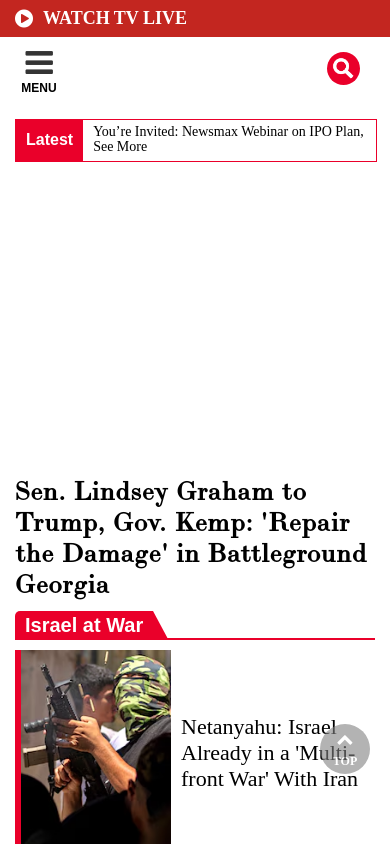 WATCH TV LIVE
MENU
Latest
You’re Invited: Newsmax Webinar on IPO Plan,
See More
Sen. Lindsey Graham to
Trump, Gov. Kemp: 'Repair
the Damage' in Battleground
Georgia
Israel at War
Netanyahu: Israel
Already in a 'Multi-
front War' With Iran
TOP